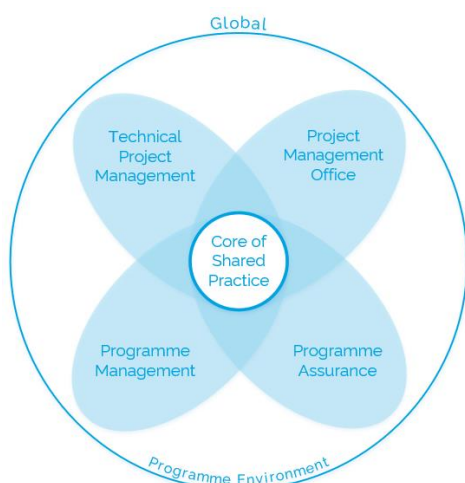 Global
Technical
Project
Management
Project
Management
Office
Core of
Shared
Practice
Programme
Management
Programme
Assurance
Programme Environment